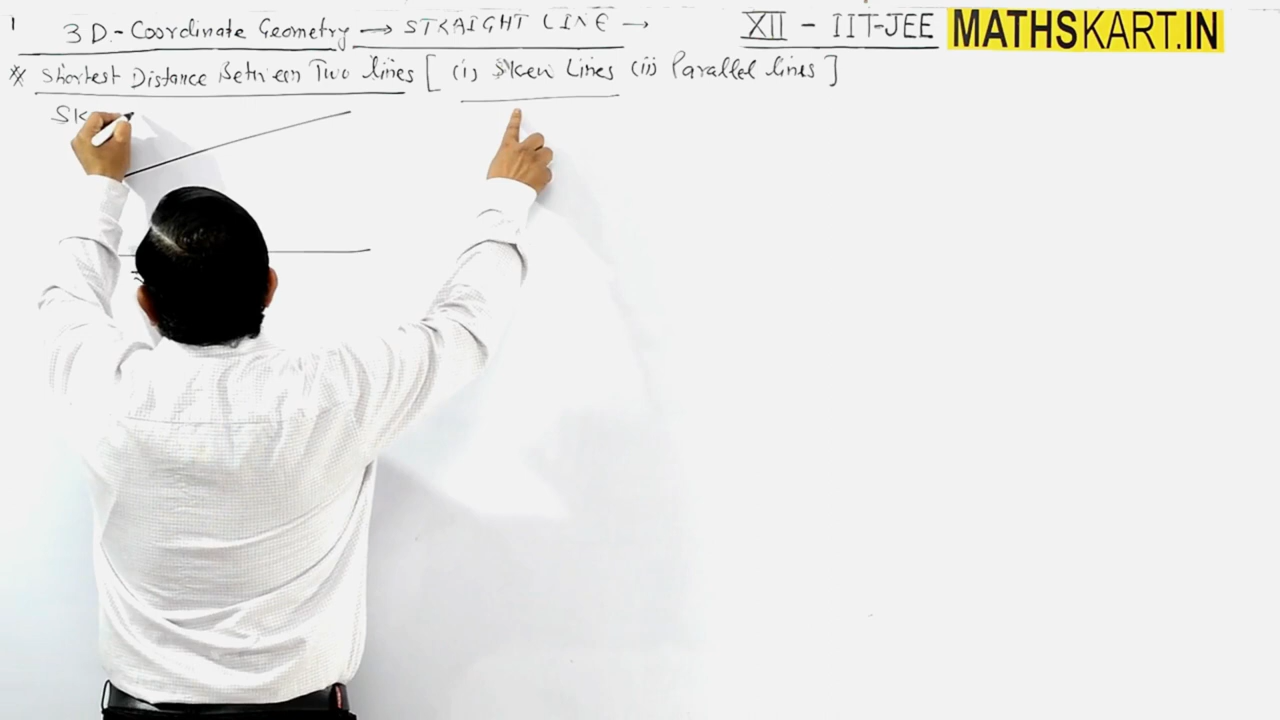 1 3D.-Coordinate Geometry → STRAIGHT LINE → XII - IIT-JEE MATHSKART.IN
* Shortest Distance Between Two lines [ (i) Skew Lines (ii) Parallel lines ]
SK